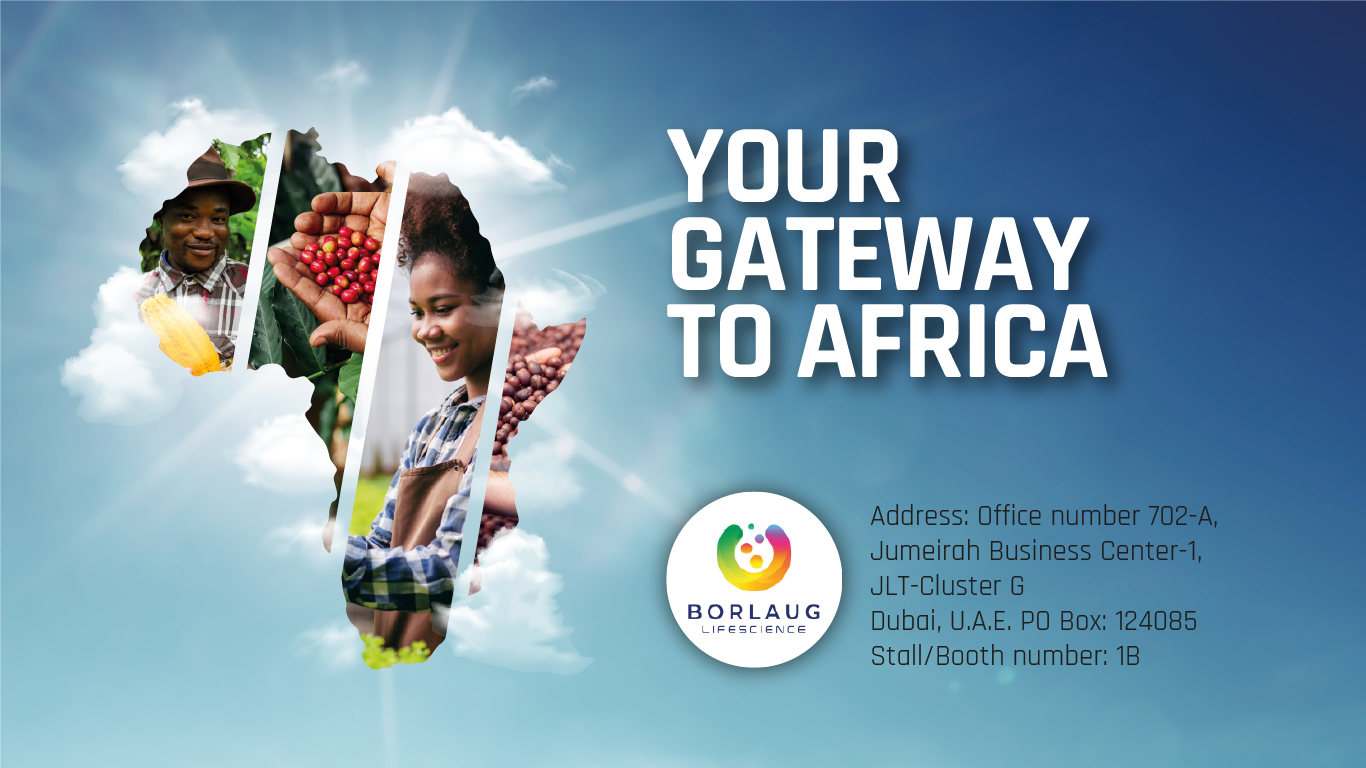 YOUR
GATEWAY
TO AFRICA
BORLAUG
LIFESCIENCE
Address: Office number 702-A,
Jumeirah Business Center-1,
JLT-Cluster G
Dubai, U.A.E. PO Box: 124085
Stall/Booth number: 1B